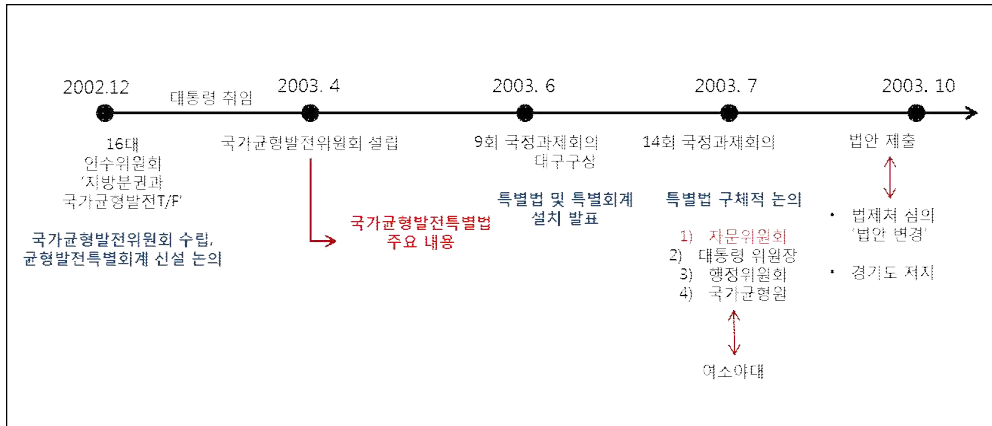 2002.12
대통령 취임
2003. 4
2003. 6
2003. 7
2003. 10
16대
인수위원회
'지방분권과
국가균형발전T/F'
국가균형발전위원회 수립,
균형발전특별회계 신설 논의
국가균형발전위원회 설립
국가균형발전특별법
주요 내용
9회 국정과제회의
대구구상
특별법 및 특별회계
설치 발표
14회 국정과제회의
특별법 구체적 논의
1) 자문위원회
2) 대통령 위원장
3) 행정위원회
4) 국가균형원
여소야대
법안 제출
• 법제처 심의
'법안 변경'
• 경기도 저지